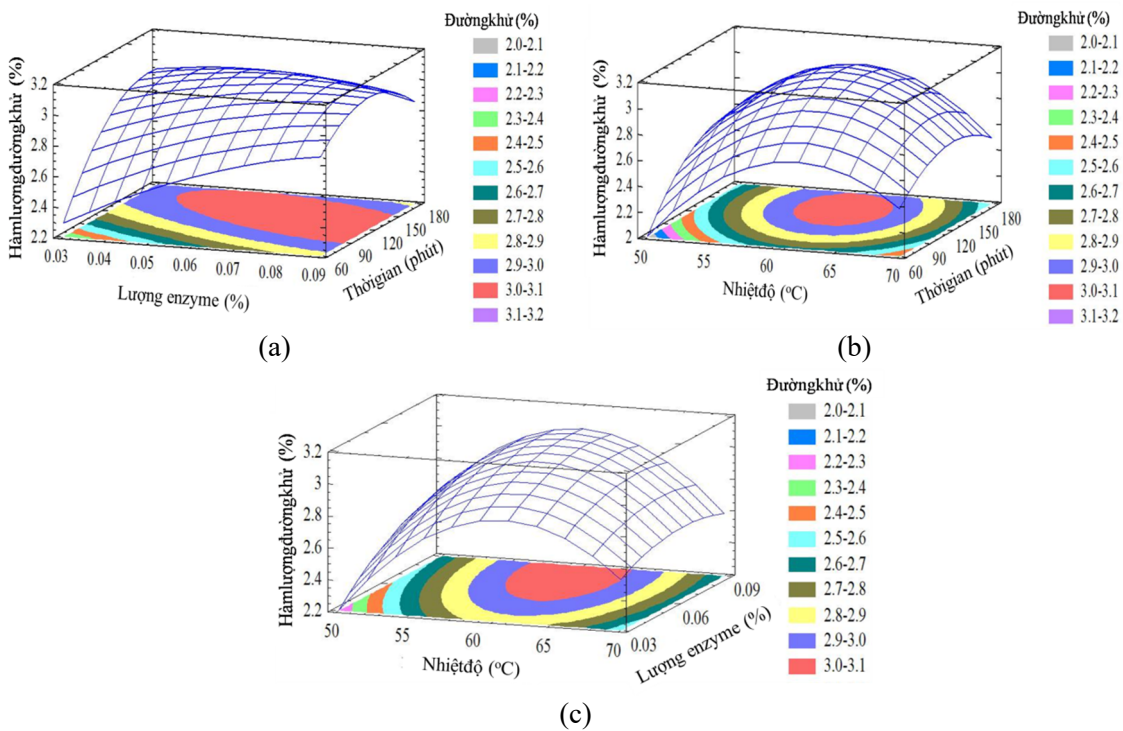 Đườngkhử (%)
2.0-2.1
2.1-2.2
2.2-2.3
2.3-2.4
2.4-2.5
2.5-2.6
2.6-2.7
2.7-2.8
2.8-2.9
2.9-3.0
3.0-3.1
3.1-3.2
Hàmlượngdườngkhử (%)
3.2
3
2.9
2.7
2.5
2.4
2.2
0.03 0.04 0.05 0.06 0.07 0.08 0.09
Lượng enzyme (%)
60 90 120 150 180
Thờigian (phút)
(a)
Đườngkhử (%)
2.0-2.1
2.1-2.2
2.2-2.3
2.3-2.4
2.4-2.5
2.5-2.6
2.6-2.7
2.7-2.8
2.8-2.9
2.9-3.0
3.0-3.1
3.1-3.2
Hàmlượngdườngkhử (%)
3.2
3
2.8
2.6
2.4
2.2
2
50 55 60 65 70
Nhiệtđộ (°C)
60 90 120 150 180
Thờigian (phút)
(b)
Đườngkhử (%)
2.0-2.1
2.1-2.2
2.2-2.3
2.3-2.4
2.4-2.5
2.5-2.6
2.6-2.7
2.7-2.8
2.8-2.9
2.9-3.0
3.0-3.1
Hàmlượngdườngkhử (%)
3.2
3
2.8
2.6
2.4
2.2
50 55 60 65 70
Nhiệtđộ (°C)
0.03 0.06 0.09
Lượng enzyme (%)
(c)